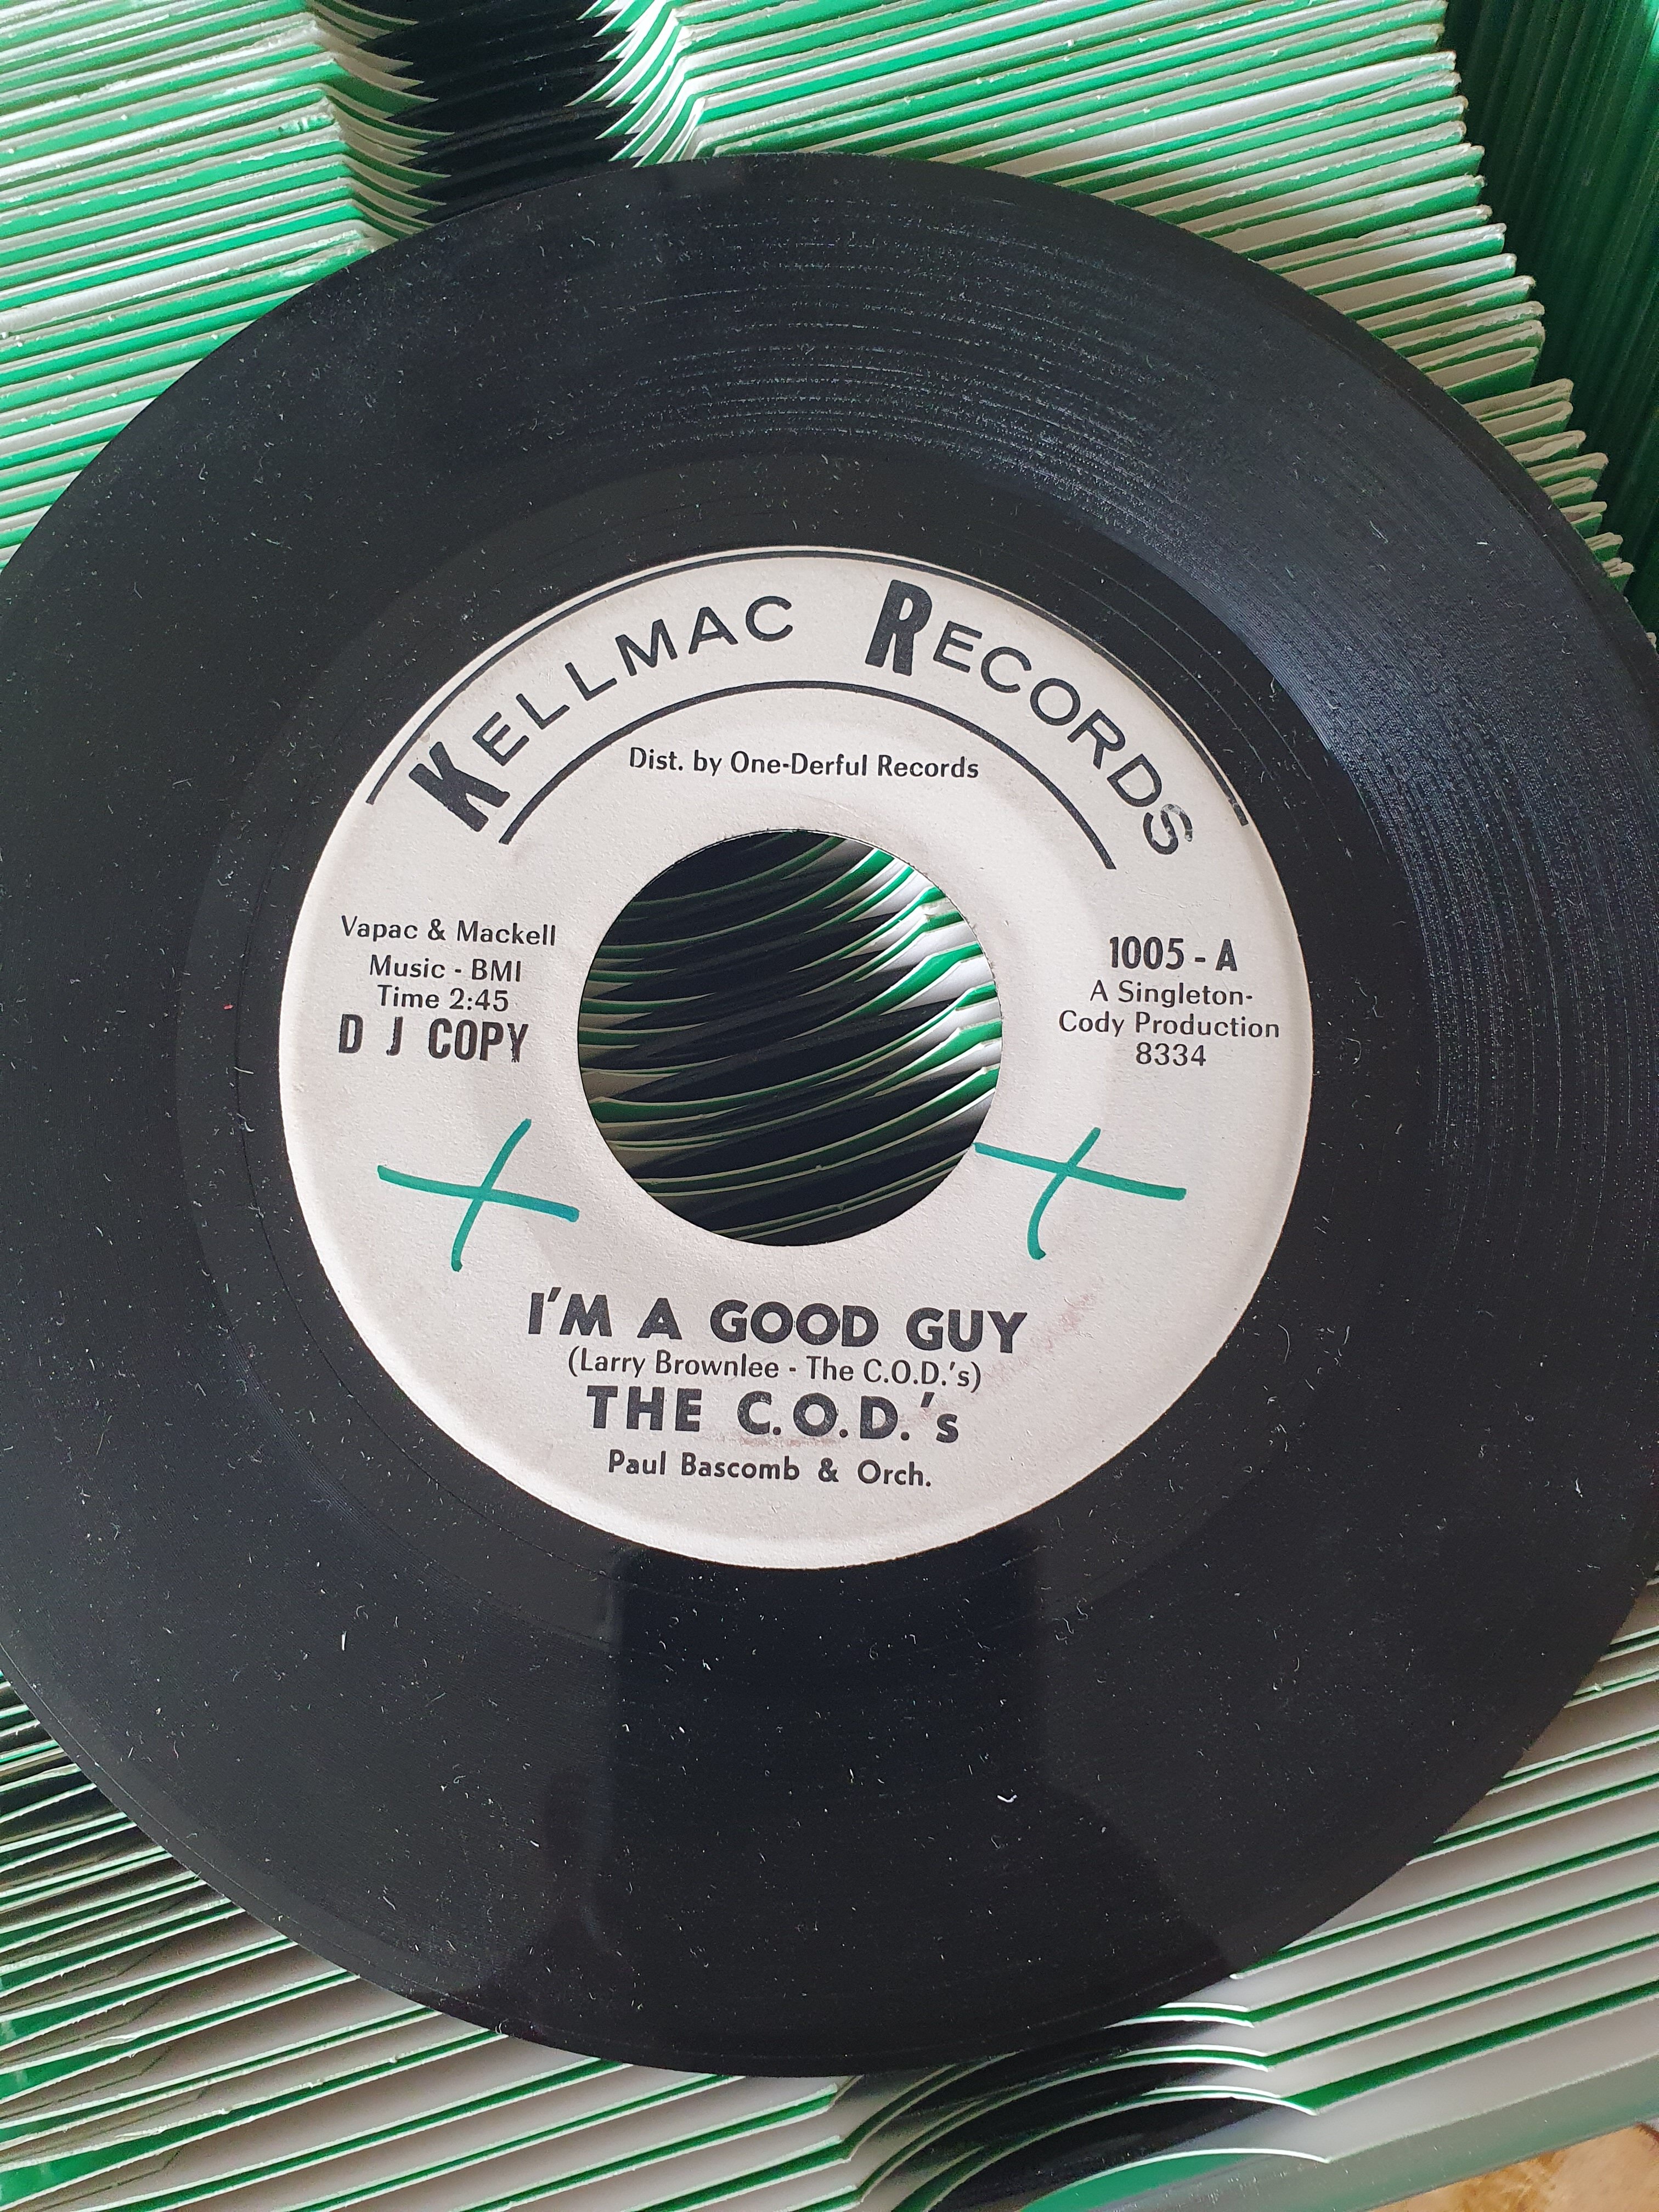 KELLMAC RECORDS
Dist. by One-Derful Records
Vapac & Mackell
Music - BMI
Time 2:45
D J COPY
1005 - A
A Singleton-
Cody Production
8334
I'M A GOOD GUY
(Larry Brownlee - The C.O.D.'s)
THE C.O.D.'s
Paul Bascomb & Orch.